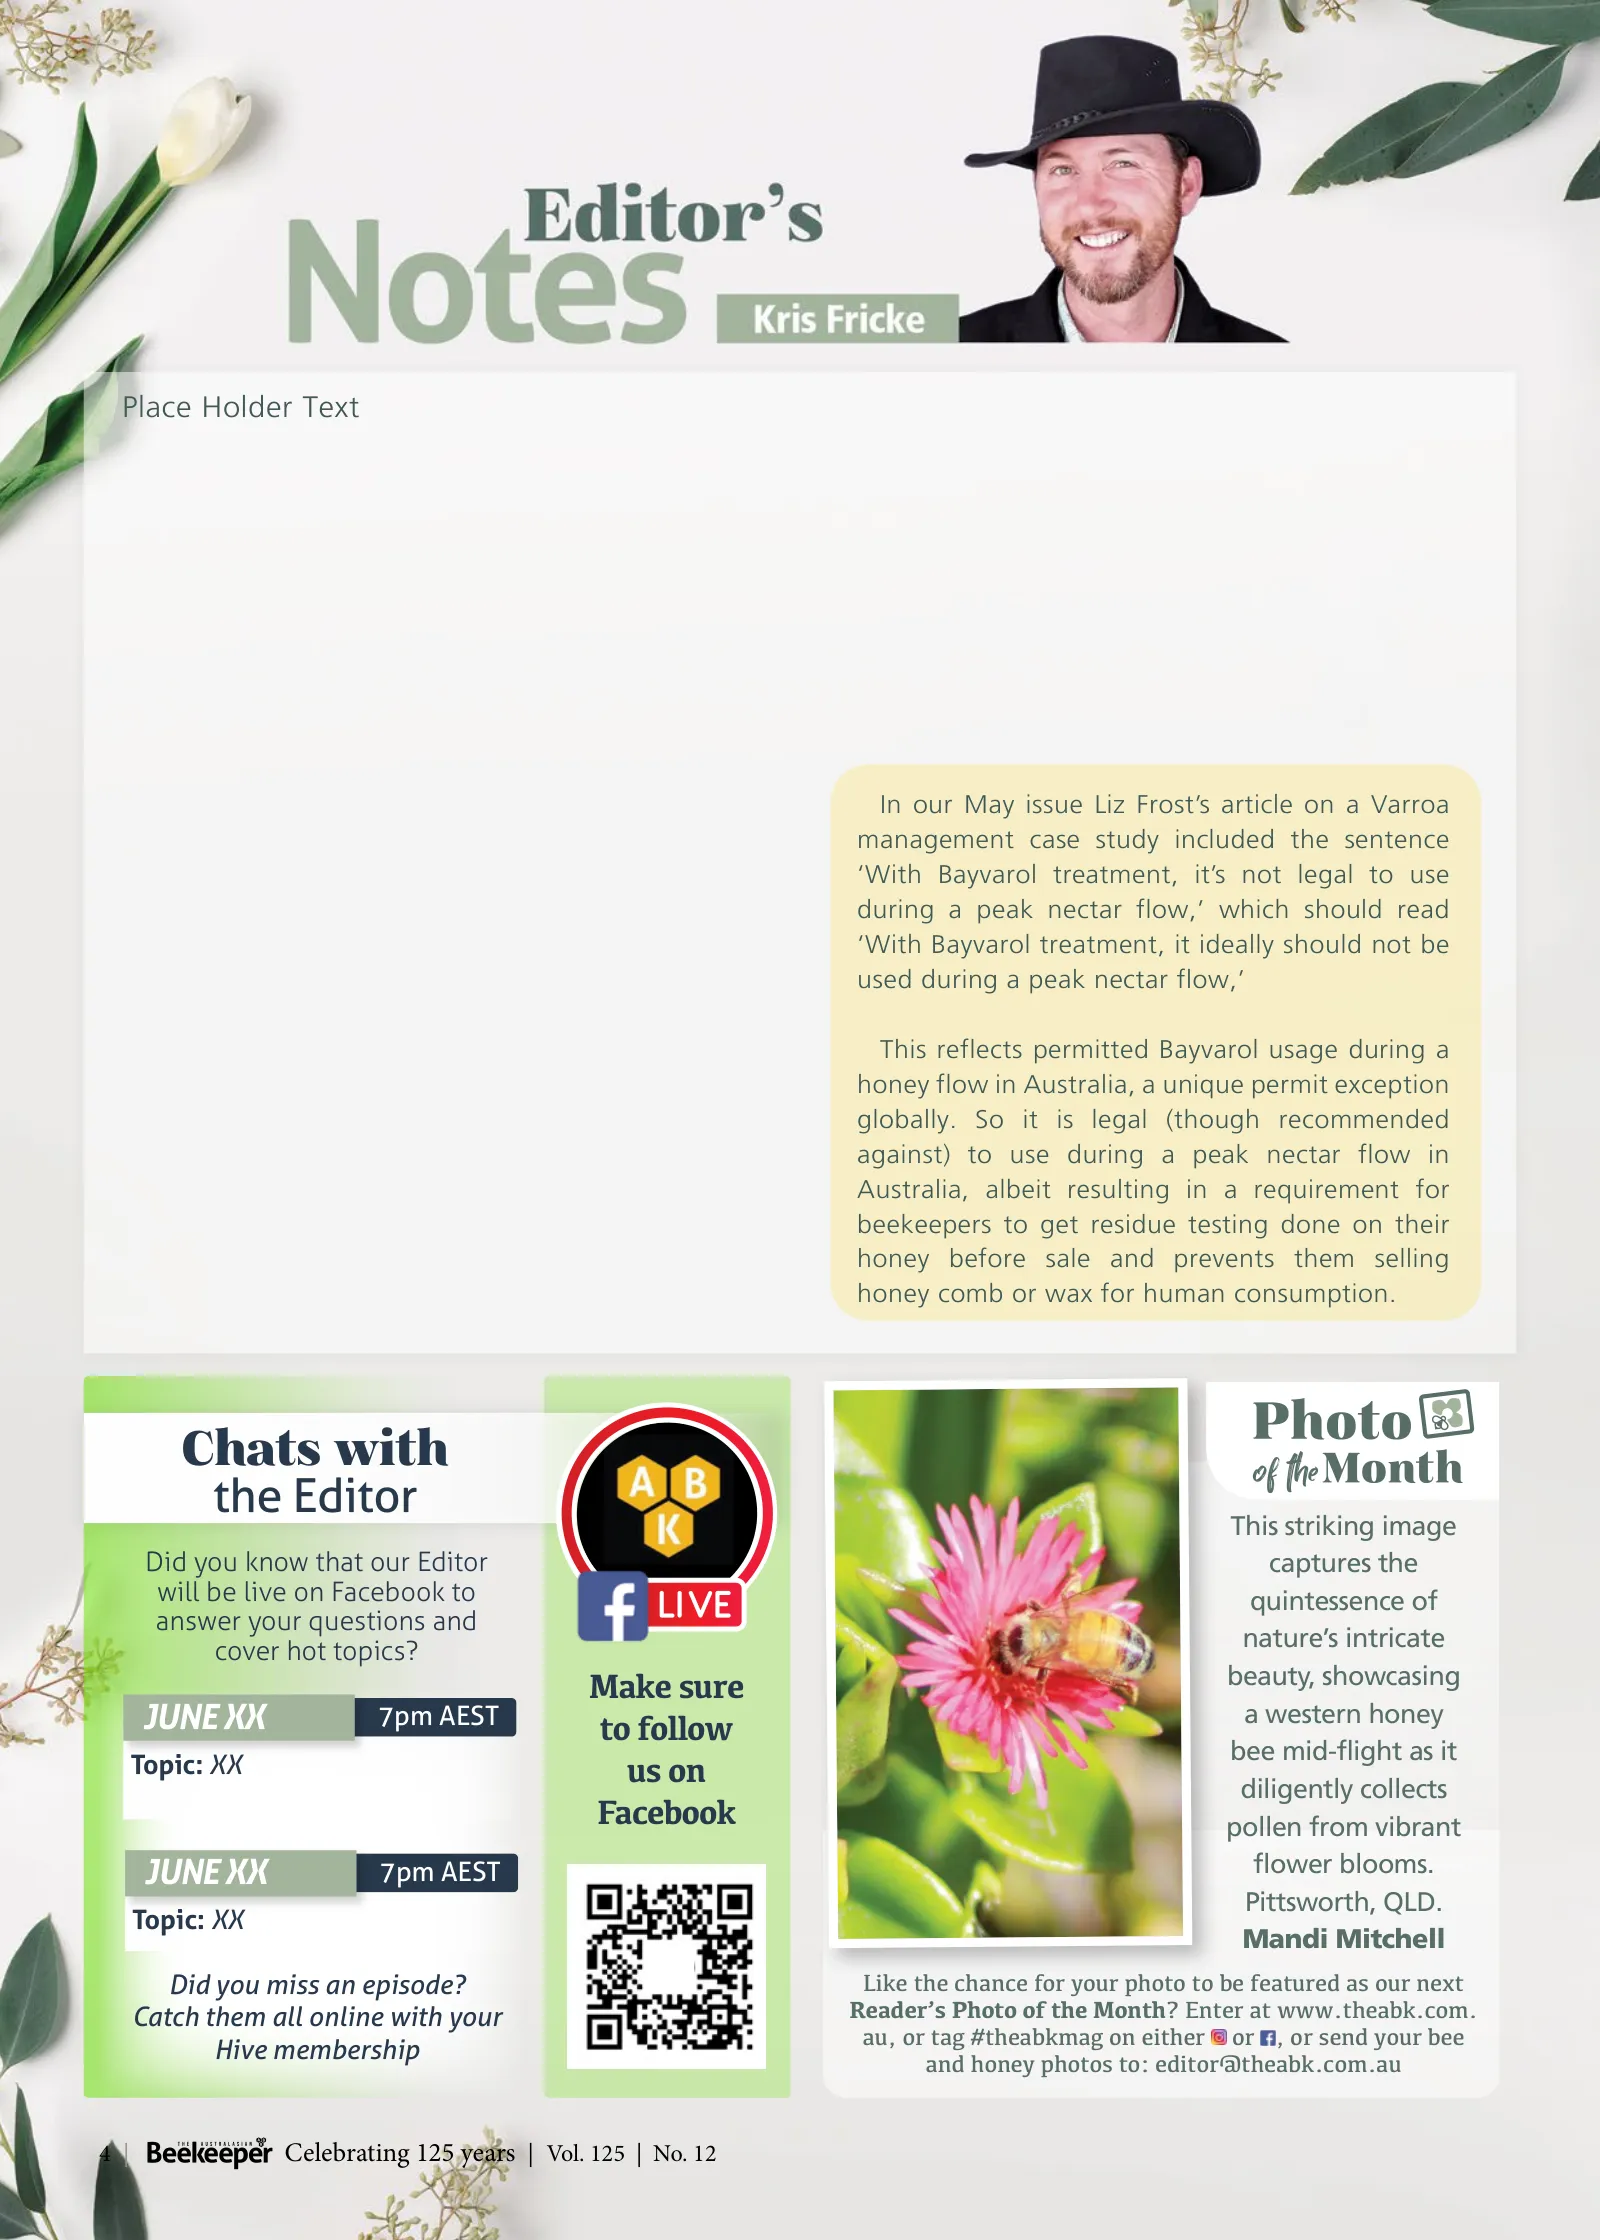 Editor's
Notes
Kris Fricke
Place Holder Text
In our May issue Liz Frost's article on a Varroa
management case study included the sentence
‘With Bayvarol treatment, it’s not legal to use
during a peak nectar flow,’ which should read
‘With Bayvarol treatment, it ideally should not be
used during a peak nectar flow,’
This reflects permitted Bayvarol usage during a
honey flow in Australia, a unique permit exception
globally. So it is legal (though recommended
against) to use during a peak nectar flow in
Australia, albeit resulting in a requirement for
beekeepers to get residue testing done on their
honey before sale and prevents them selling
honey comb or wax for human consumption.
Chats with
the Editor
Did you know that our Editor
will be live on Facebook to
answer your questions and
cover hot topics?
JUNE XX 7pm AEST
Topic: XX
JUNE XX 7pm AEST
Topic: XX
Did you miss an episode?
Catch them all online with your
Hive membership
A B
K
f LIVE
Make sure
to follow
us on
Facebook
Photo
of the Month
This striking image
captures the
quintessence of
nature’s intricate
beauty, showcasing
a western honey
bee mid-flight as it
diligently collects
pollen from vibrant
flower blooms.
Pittsworth, QLD.
Mandi Mitchell
Like the chance for your photo to be featured as our next
Reader’s Photo of the Month? Enter at www.theabk.com.
au, or tag #theabkmag on either or f, or send your bee
and honey photos to: editor@theabk.com.au
4 | THE AUSTRALASIAN Beekeeper Celebrating 125 years | Vol. 125 | No. 12